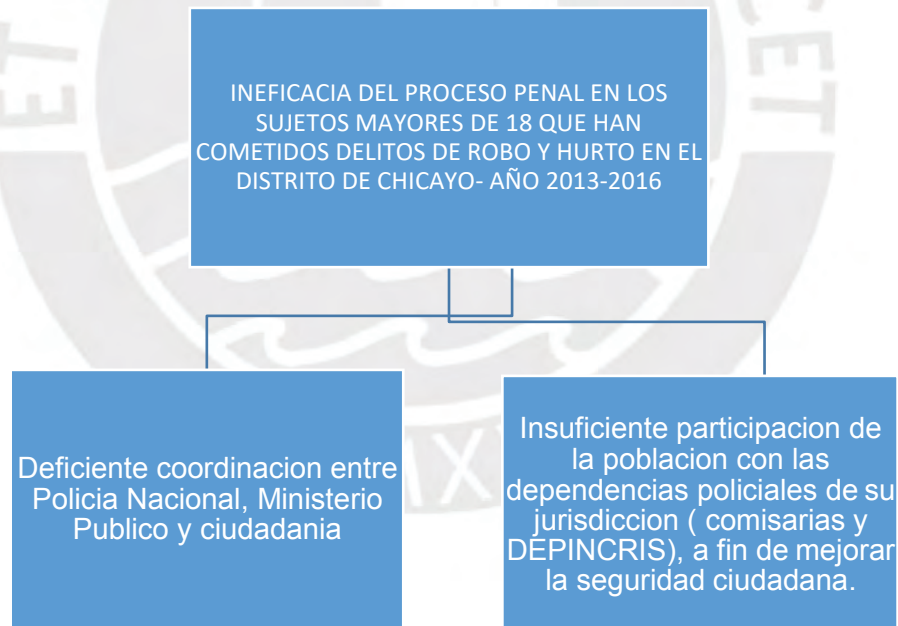 INEFICACIA DEL PROCESO PENAL EN LOS
SUJETOS MAYORES DE 18 QUE HAN
COMETIDOS DELITOS DE ROBO Y HURTO EN EL
DISTRITO DE CHICAYO- AÑO 2013-2016
Deficiente coordinacion entre
Policia Nacional, Ministerio
Publico y ciudadania
Insuficiente participacion de
la poblacion con las
dependencias policiales de su
jurisdiccion ( comisarias y
DEPINCRIS), a fin de mejorar
la seguridad ciudadana.